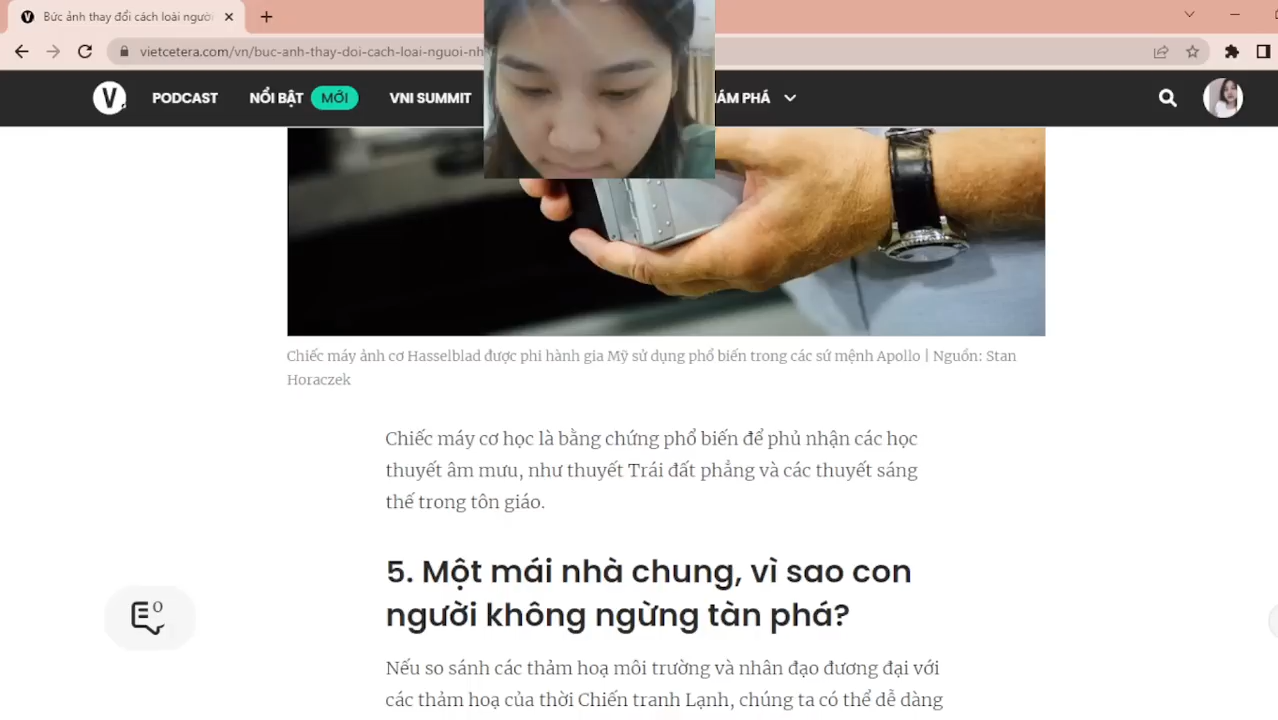 Bức ảnh thay đổi cách loài người
vietcetera.com/vn/buc-anh-thay-doi-cach-loai-nguoi-nh
V. PODCAST NỔI BẬT MỚI VNI SUMMIT ÁM PHÁ
Chiếc máy ảnh cơ Hasselblad được phi hành gia Mỹ sử dụng phổ biến trong các sứ mệnh Apollo | Nguồn: Stan
Horaczek
Chiếc máy cơ học là bằng chứng phổ biến để phủ nhận các học
thuyết âm mưu, như thuyết Trái đất phẳng và các thuyết sáng
thế trong tôn giáo.
5. Một mái nhà chung, vì sao con
người không ngừng tàn phá?
0
Nếu so sánh các thảm hoạ môi trường và nhân đạo đương đại với
các thảm hoạ của thời Chiến tranh Lạnh, chúng ta có thể dễ dàng